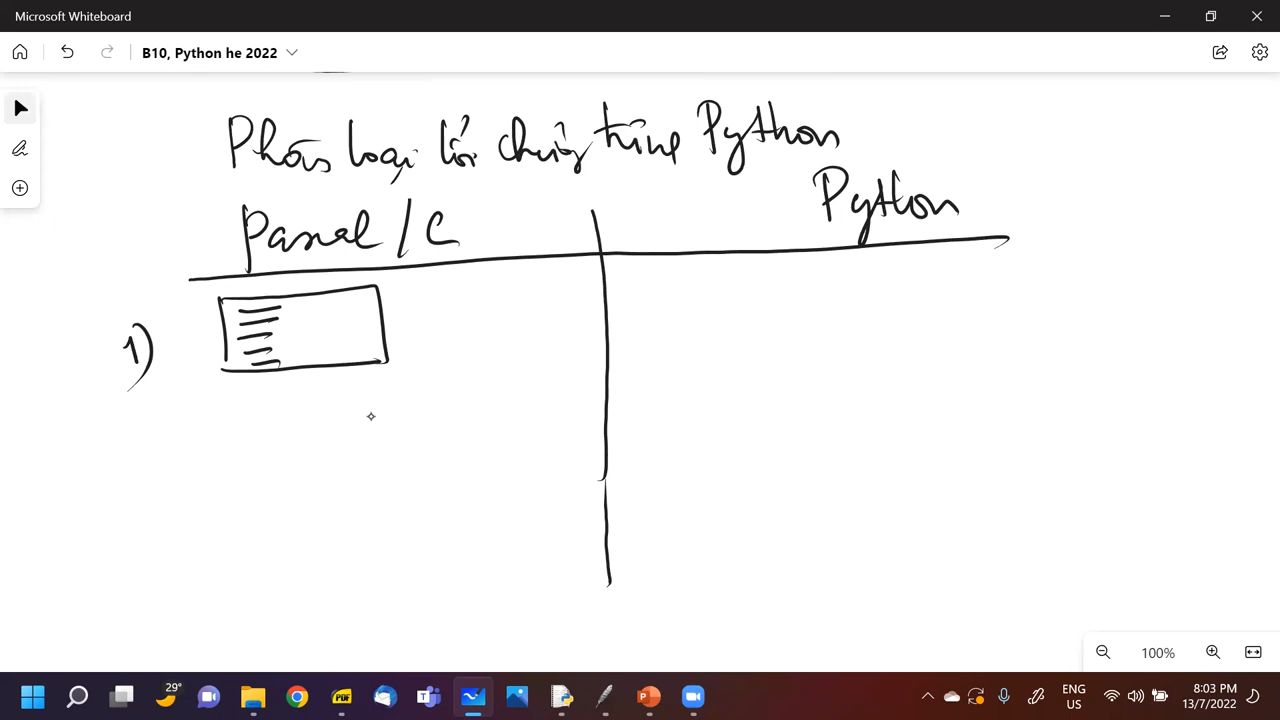 Microsoft Whiteboard
B10, Python he 2022
Phân loại lỗi chương trình Python
Pascal / C
Python
1)
100%
29°
ENG
US
8:03 PM
13/7/2022